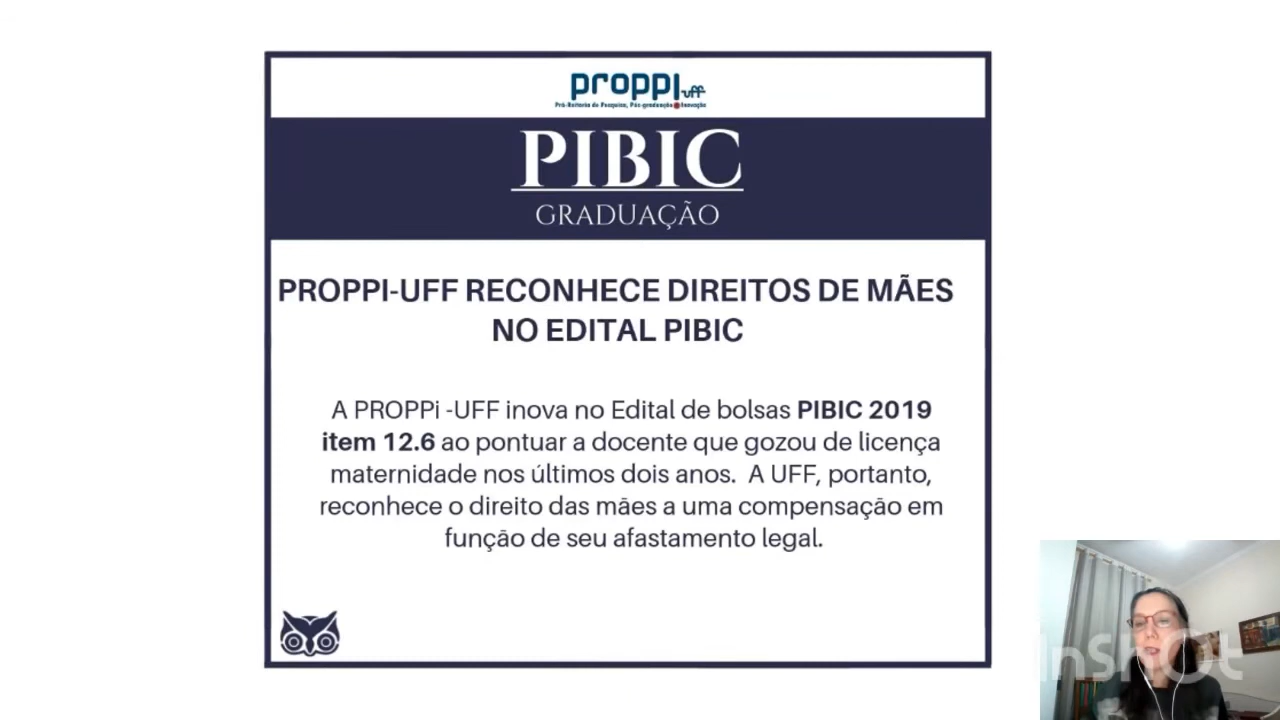 proppi uff
Pró-Reitoria de Pesquisa, Pós-graduação e Inovação
PIBIC
GRADUAÇÃO
PROPPI-UFF RECONHECE DIREITOS DE MÃES
NO EDITAL PIBIC
A PROPPi -UFF inova no Edital de bolsas PIBIC 2019
item 12.6 ao pontuar a docente que gozou de licença
maternidade nos últimos dois anos. A UFF, portanto,
reconhece o direito das mães a uma compensação em
função de seu afastamento legal.
InShOt